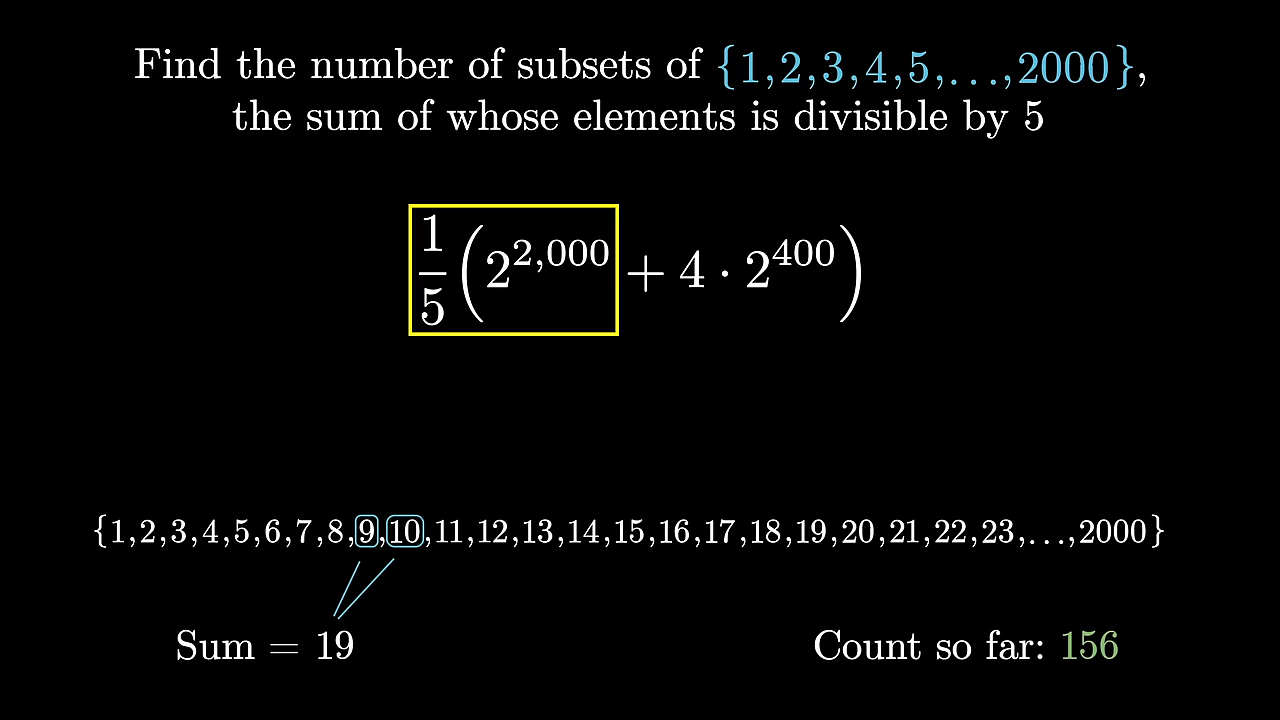 Find the number of subsets of {1,2,3,4,5,...,2000},
the sum of whose elements is divisible by 5
1/5 (2^2,000 + 4 · 2^400)
{1,2,3,4,5,6,7,8,9,10,11,12,13,14,15,16,17,18,19,20,21,22,23,...,2000}
Sum = 19
Count so far: 156